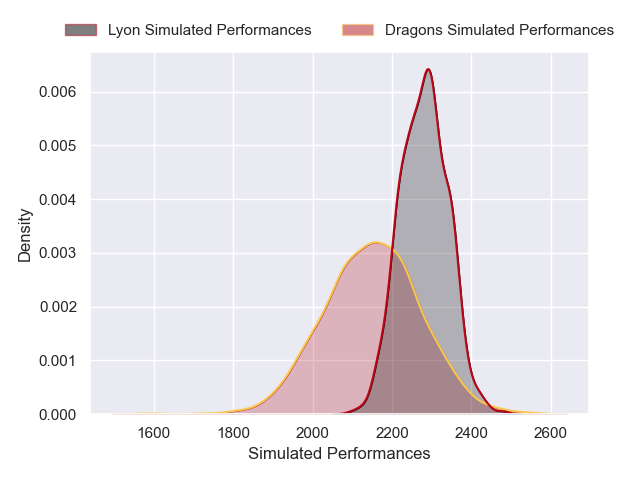 Lyon Simulated Performances Dragons Simulated Performances
0.006
0.005
0.004
0.003
0.002
0.001
0.000
Density
1600 1800 2000 2200 2400 2600
Simulated Performances